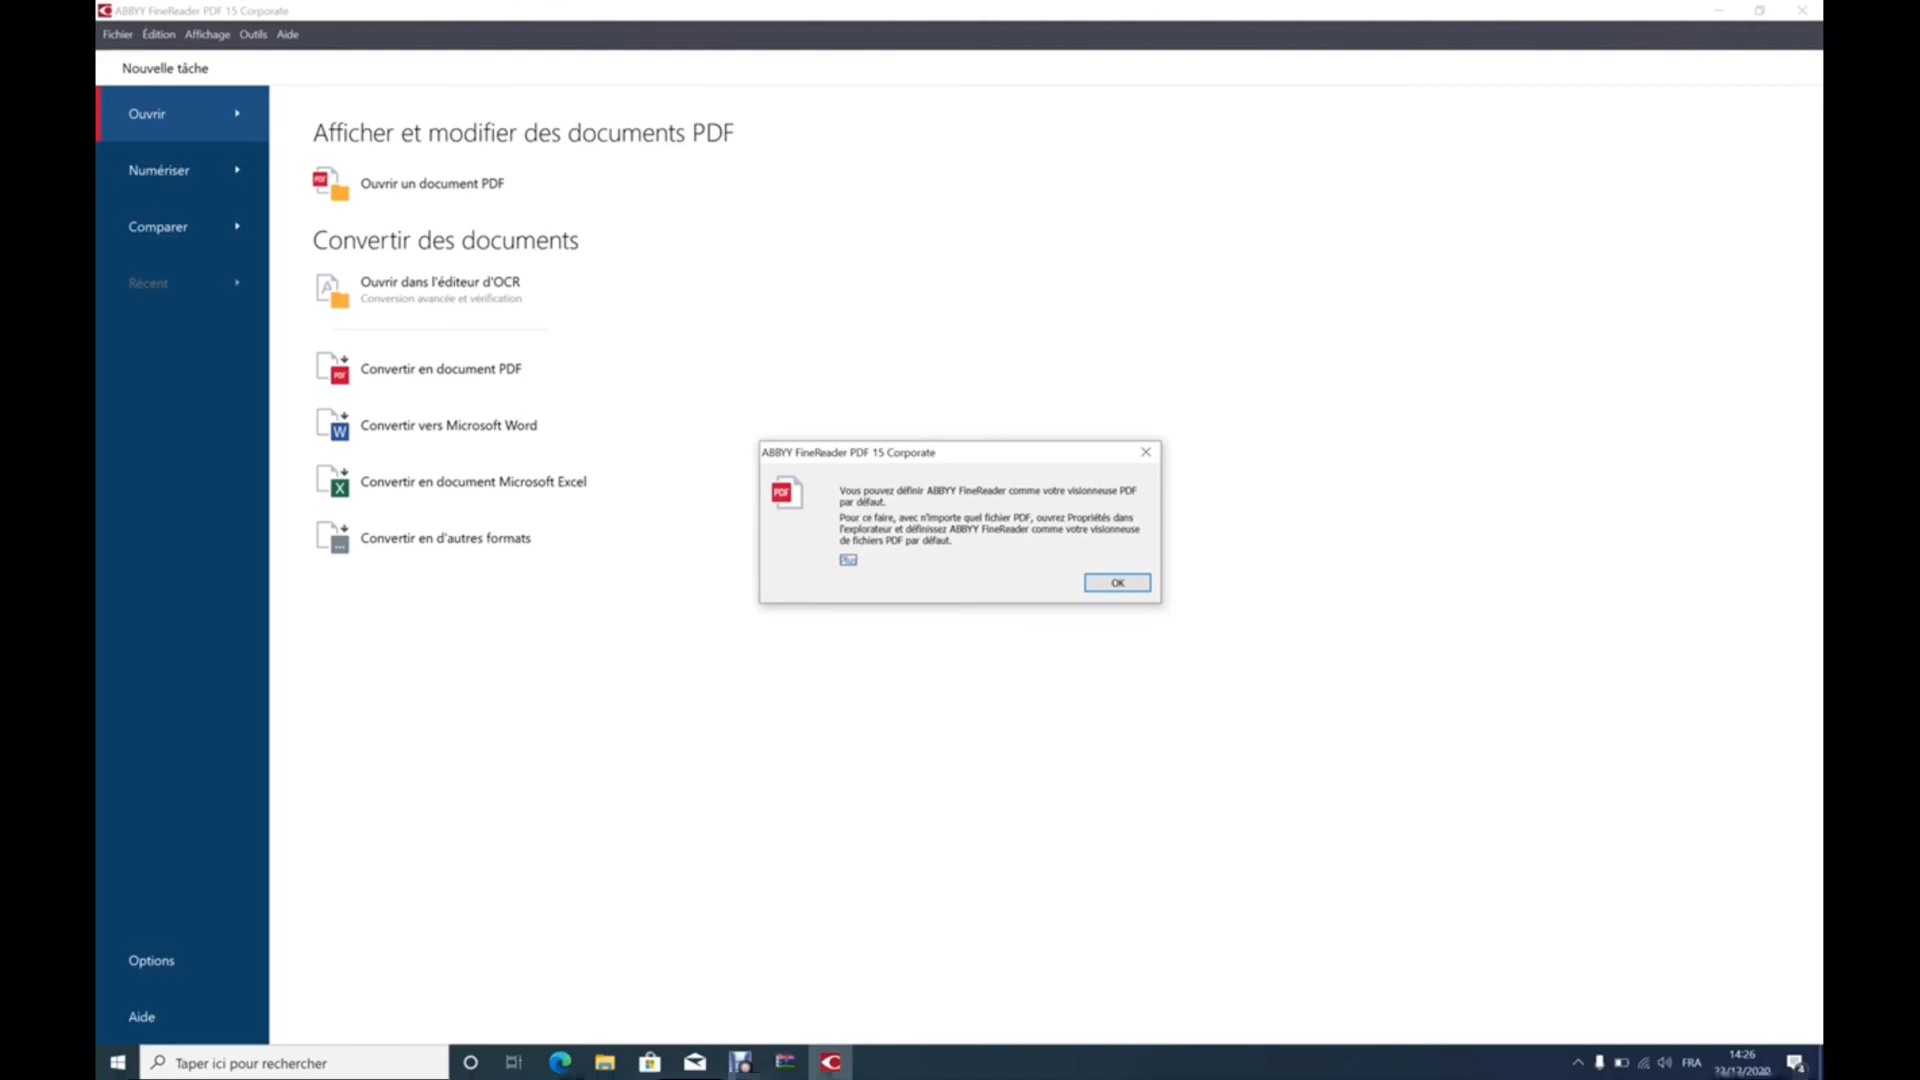 ABBYY FineReader PDF 15 Corporate
Fichier Édition Affichage Outils Aide
Nouvelle tâche
Ouvrir
Numériser
Comparer
Récent
Options
Aide
Afficher et modifier des documents PDF
PDF
Ouvrir un document PDF
Convertir des documents
Ouvrir dans l'éditeur d'OCR
Conversion avancée et vérification
Convertir en document PDF
Convertir vers Microsoft Word
Convertir en document Microsoft Excel
Convertir en d'autres formats
ABBYY FineReader PDF 15 Corporate
PDF
Vous pouvez définir ABBYY FineReader comme votre visionneuse PDF
par défaut.
Pour ce faire, avec n'importe quel fichier PDF, ouvrez Propriétés dans
l'explorateur et définissez ABBYY FineReader comme votre visionneuse
de fichiers PDF par défaut.
Plus
OK
Taper ici pour rechercher
FRA
14:26